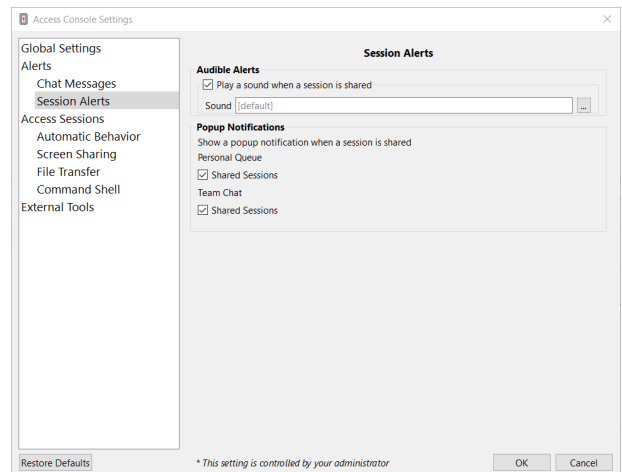 Access Console Settings
Global Settings
Alerts
Chat Messages
Session Alerts
Access Sessions
Automatic Behavior
Screen Sharing
File Transfer
Command Shell
External Tools
Session Alerts
Audible Alerts
Play a sound when a session is shared
Sound [default] ...
Popup Notifications
Show a popup notification when a session is shared
Personal Queue
Shared Sessions
Team Chat
Shared Sessions
Restore Defaults
* This setting is controlled by your administrator
OK Cancel